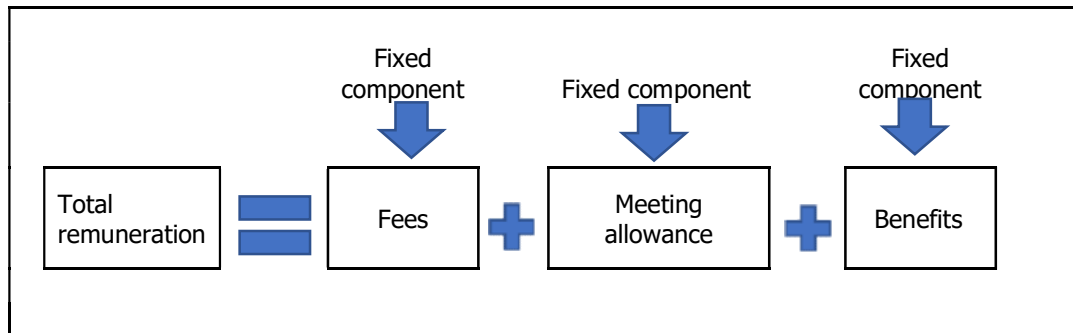 Fixed
component
Fixed component
Fixed
component
Total
remuneration
Fees
Meeting
allowance
Benefits